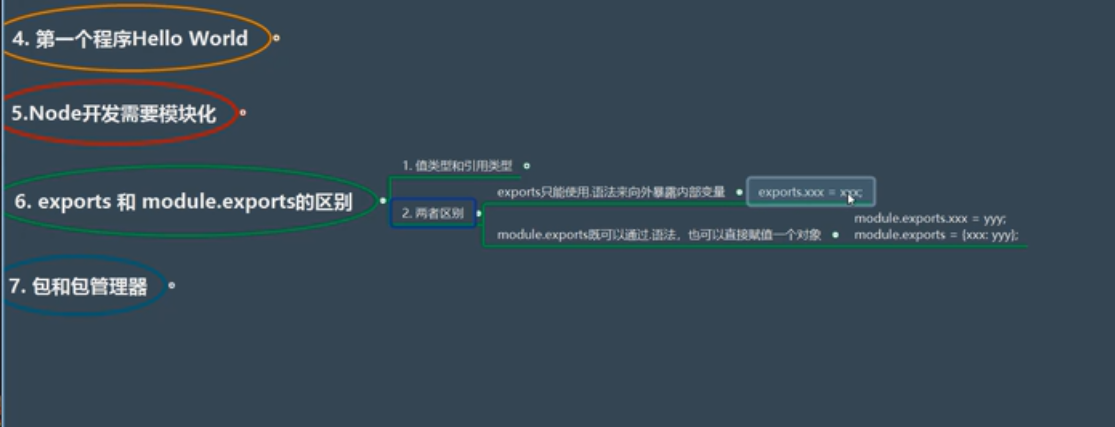 4. 第一个程序Hello World
5.Node开发需要模块化
6. exports 和 module.exports的区别
1. 值类型和引用类型
2. 两者区别
exports只能使用.语法来向外暴露内部变量
exports.xxx = xxx;
module.exports既可以通过.语法，也可以直接赋值一个对象
module.exports.xxx = yyy;
module.exports = {xxx: yyy};
7. 包和包管理器